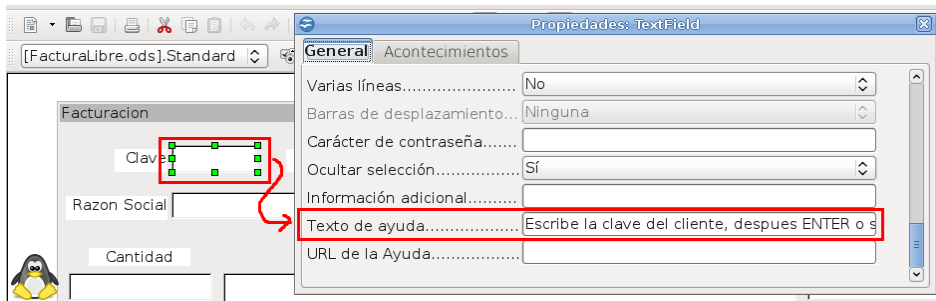 Propiedades: TextField
[FacturaLibre.ods].Standard
General Acontecimientos
Varias líneas...................... No
Barras de desplazamiento... Ninguna
Carácter de contraseña.......
Ocultar selección................. Sí
Información adicional..........
Texto de ayuda................... Escribe la clave del cliente, despues ENTER o s
URL de la Ayuda..................
Facturacion
Clave
Razon Social
Cantidad